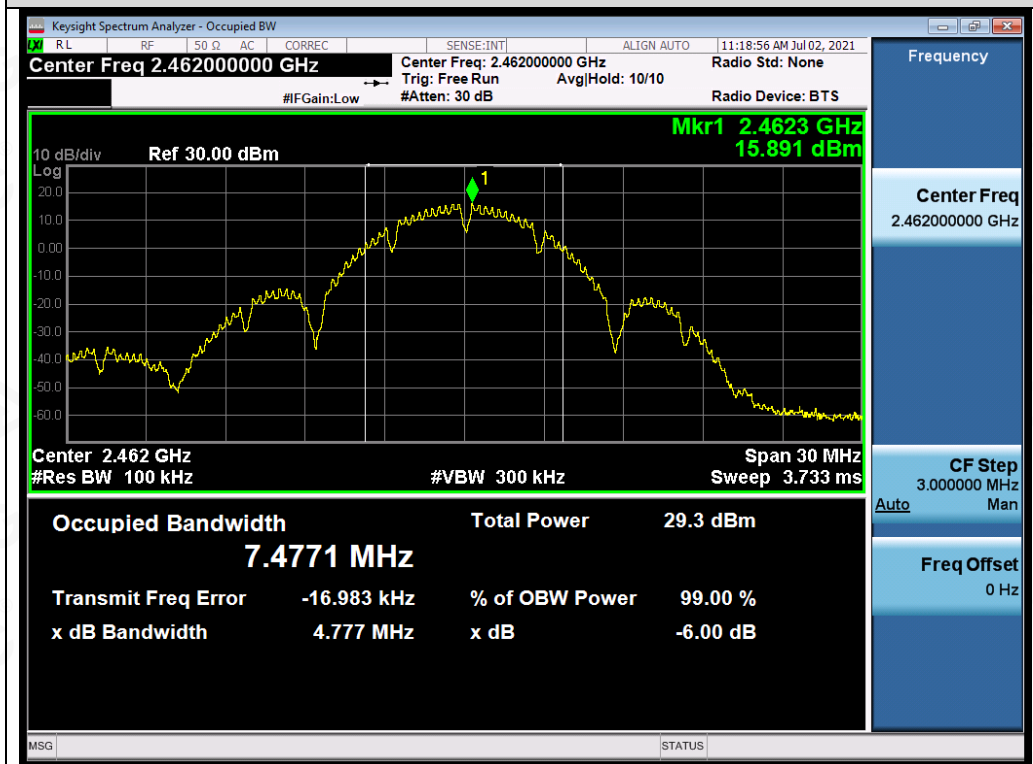 Keysight Spectrum Analyzer - Occupied BW
LXI RL RF 50 Ω AC CORREC SENSE:INT ALIGN AUTO 11:18:56 AM Jul 02, 2021
Center Freq 2.462000000 GHz
Center Freq: 2.462000000 GHz
Radio Std: None
Trig: Free Run Avg|Hold: 10/10
#IFGain:Low #Atten: 30 dB Radio Device: BTS
Mkr1 2.4623 GHz
15.891 dBm
10 dB/div Ref 30.00 dBm
Log
1
20.0
10.0
0.00
-10.0
-20.0
-30.0
-40.0
-50.0
-60.0
Center 2.462 GHz Span 30 MHz
#Res BW 100 kHz #VBW 300 kHz Sweep 3.733 ms
Occupied Bandwidth Total Power 29.3 dBm
7.4771 MHz
Transmit Freq Error -16.983 kHz % of OBW Power 99.00 %
x dB Bandwidth 4.777 MHz x dB -6.00 dB
MSG STATUS
Frequency
Center Freq
2.462000000 GHz
CF Step
3.000000 MHz
Auto Man
Freq Offset
0 Hz